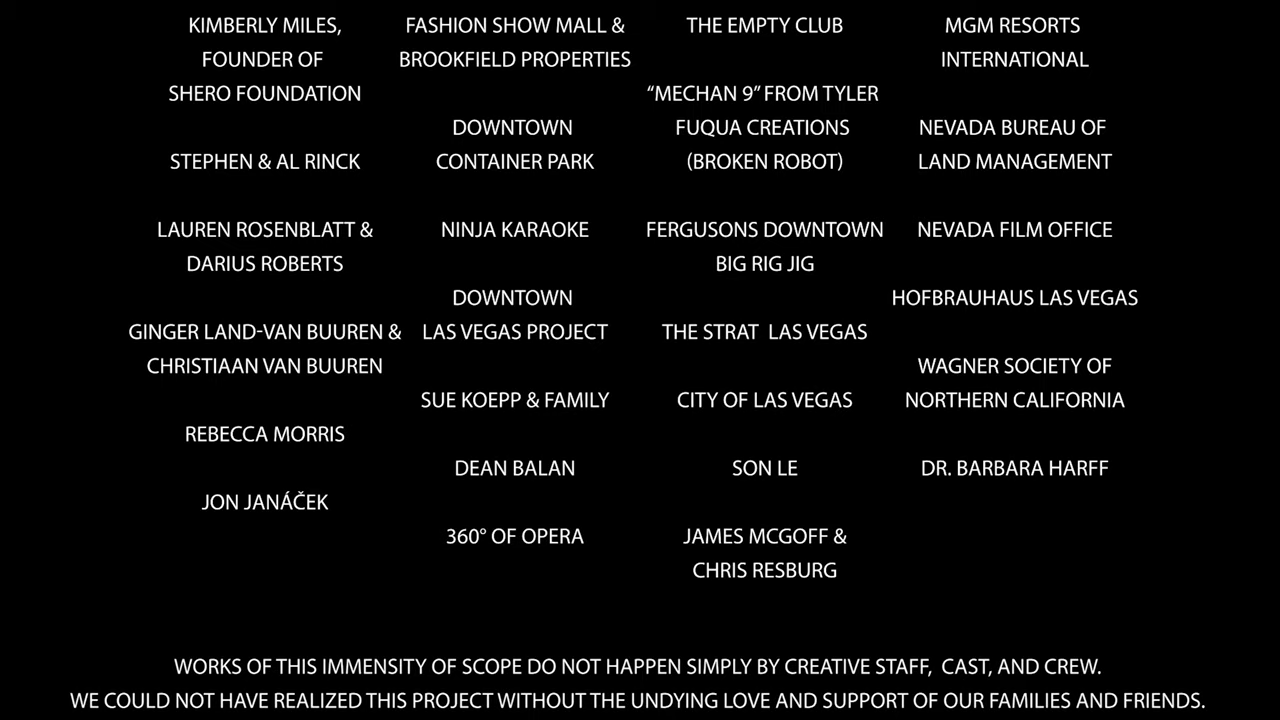 KIMBERLY MILES,
FOUNDER OF
SHERO FOUNDATION
STEPHEN & AL RINCK
LAUREN ROSENBLATT &
DARIUS ROBERTS
GINGER LAND-VAN BUUREN &
CHRISTIAAN VAN BUUREN
REBECCA MORRIS
JON JANÁČEK
FASHION SHOW MALL &
BROOKFIELD PROPERTIES
DOWNTOWN
CONTAINER PARK
NINJA KARAOKE
DOWNTOWN
LAS VEGAS PROJECT
SUE KOEPP & FAMILY
DEAN BALAN
360° OF OPERA
THE EMPTY CLUB
“MECHAN 9” FROM TYLER
FUQUA CREATIONS
(BROKEN ROBOT)
FERGUSONS DOWNTOWN
BIG RIG JIG
THE STRAT LAS VEGAS
CITY OF LAS VEGAS
SON LE
JAMES MCGOFF &
CHRIS RESBURG
MGM RESORTS
INTERNATIONAL
NEVADA BUREAU OF
LAND MANAGEMENT
NEVADA FILM OFFICE
HOFBRAUHAUS LAS VEGAS
WAGNER SOCIETY OF
NORTHERN CALIFORNIA
DR. BARBARA HARFF
WORKS OF THIS IMMENSITY OF SCOPE DO NOT HAPPEN SIMPLY BY CREATIVE STAFF, CAST, AND CREW.
WE COULD NOT HAVE REALIZED THIS PROJECT WITHOUT THE UNDYING LOVE AND SUPPORT OF OUR FAMILIES AND FRIENDS.